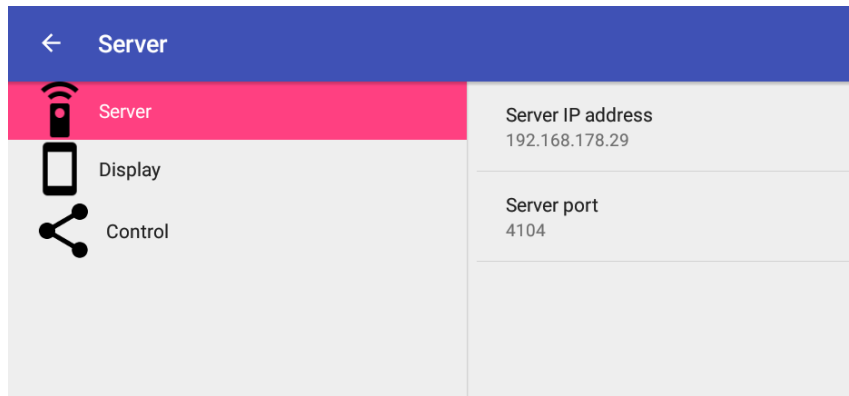 Server
Server
Display
Control
Server IP address
192.168.178.29
Server port
4104